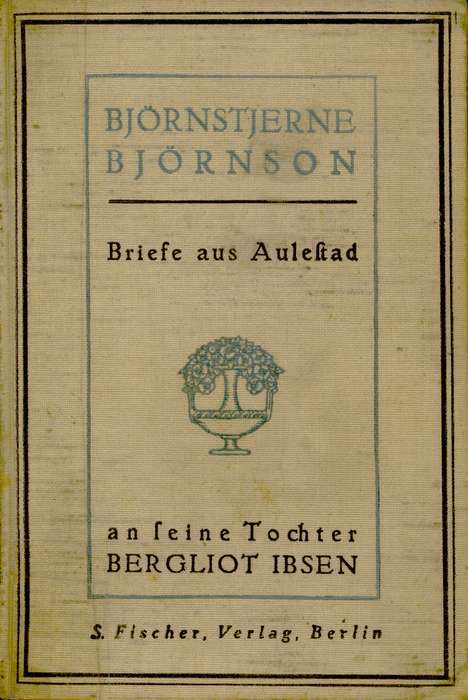 BJÖRNSTJERNE
BJÖRNSON
Briefe aus Auleſtad
an ſeine Tochter
BERGLIOT IBSEN
S. Fischer, Verlag, Berlin